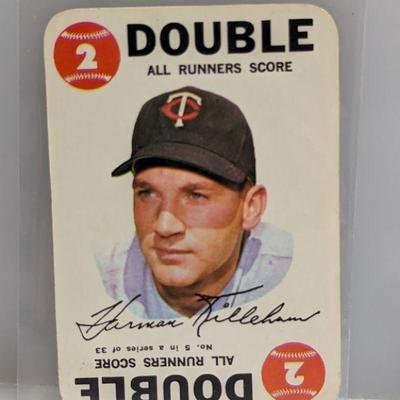 2 DOUBLE
ALL RUNNERS SCORE
TC
Harmon Killebrew
No. 5 in a series of 33
ALL RUNNERS SCORE
DOUBLE 2